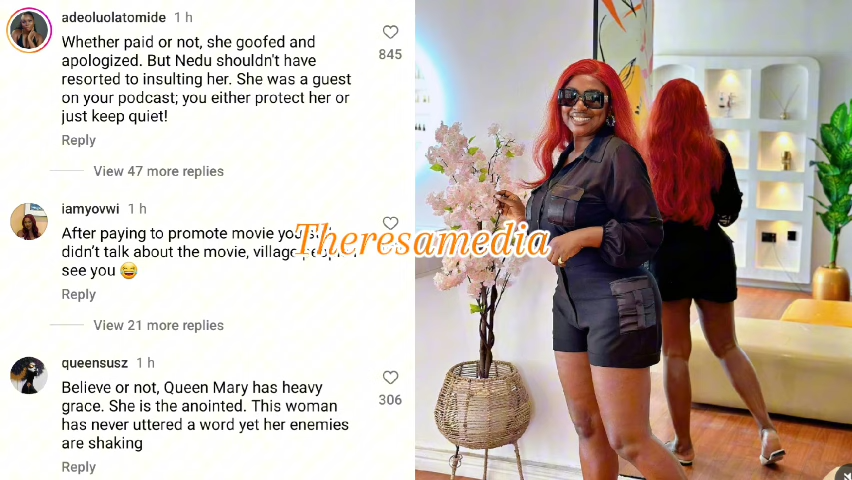 adeoluolatomide 1 h
Whether paid or not, she goofed and
apologized. But Nedu shouldn't have
resorted to insulting her. She was a guest
on your podcast; you either protect her or
just keep quiet!
845
Reply
View 47 more replies
iamyovwi 1 h
After paying to promote movie
didn't talk about the movie, village
see you 😂
Theresamedia
Reply
View 21 more replies
queensusz 1 h
Believe or not, Queen Mary has heavy
grace. She is the anointed. This woman
has never uttered a word yet her enemies
are shaking
306
Reply